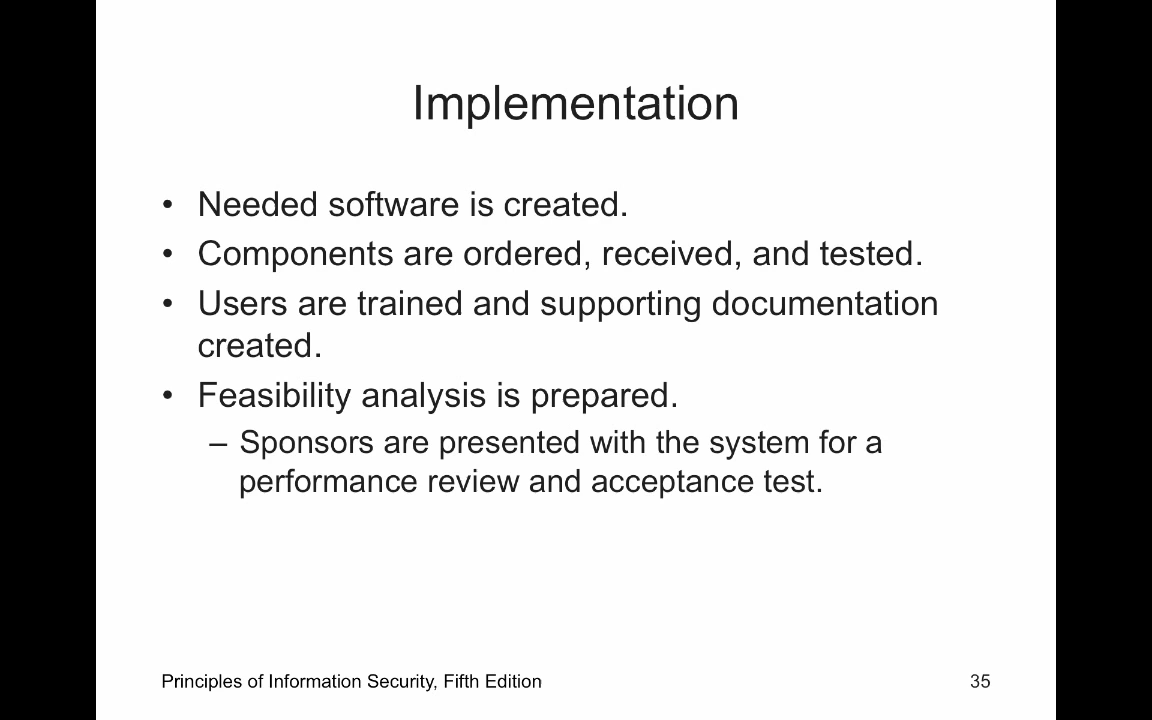 Implementation
• Needed software is created.
• Components are ordered, received, and tested.
• Users are trained and supporting documentation
created.
• Feasibility analysis is prepared.
– Sponsors are presented with the system for a
performance review and acceptance test.
Principles of Information Security, Fifth Edition
35